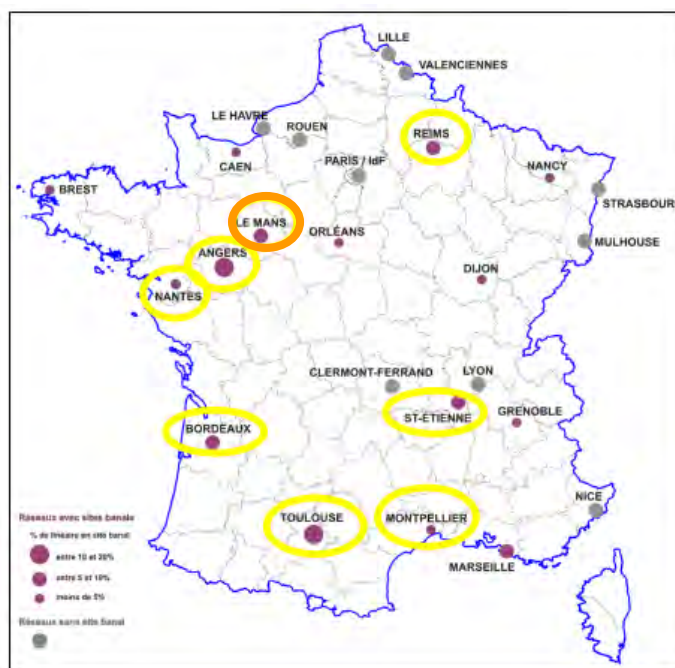 LILLE
VALENCIENNES
LE HAVRE
ROUEN
REIMS
CAEN
PARIS / IdF
NANCY
BREST
STRASBOUR
LE MANS
ORLÉANS
MULHOUSE
ANGERS
DIJON
NANTES
CLERMONT-FERRAND
LYON
ST-ÉTIENNE
GRENOBLE
BORDEAUX
NICE
TOULOUSE
MONTPELLIER
MARSEILLE
Réseaux avec sites banals
% de linéaire en site banal
entre 10 et 20%
entre 5 et 10%
moins de 5%
Réseaux sans site banal